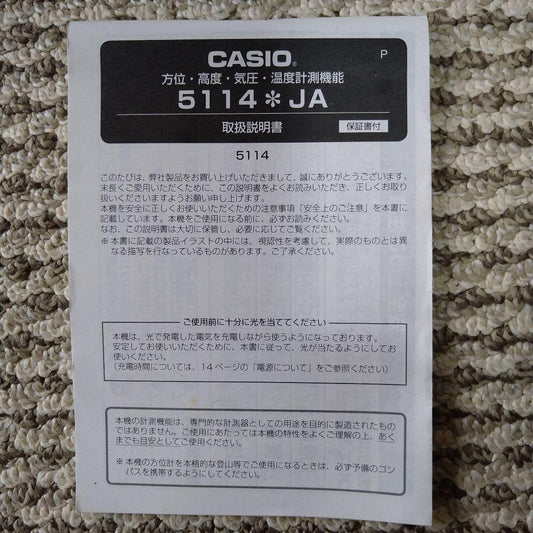 P
CASIO®
方位・高度・気圧・温度計測機能
5114＊JA
取扱説明書 保証書付
5114
このたびは、弊社製品をお買い上げいただきまして、誠にありがとうございます。
末長くご愛用いただくために、この説明書をよくお読みいただき、正しくお取り
扱いくださいますようお願い申し上げます。
本機を安全に正しくお使いいただくための注意事項「安全上のご注意」を本書に
記載しています。本機をご使用になる前に、必ずお読みください。
なお、この説明書は大切に保管し、必要に応じてご覧ください。
※本書に記載の製品イラストの中には、視認性を考慮して、実際のものとは異
なる描写を行なっているものがあります。ご了承ください。
ご使用前に十分に光を当ててください
本機は、光で発電した電気を充電しながら使うようになっております。
安定してお使いいただくために、本書に従って、光が当たるようにしてお
使いください。
（充電時間については、14ページの「電源について」をご参照ください）
本機の計測機能は、専門的な計測器としての用途を目的に製造されたもの
ではありません。ご使用にあたっては本機の特性をよくご理解の上、あく
までも目安としてご使用ください。
※本機の方位計を本格的な登山等でご使用になるときは、必ず予備のコン
パスを携帯するようにしてください。